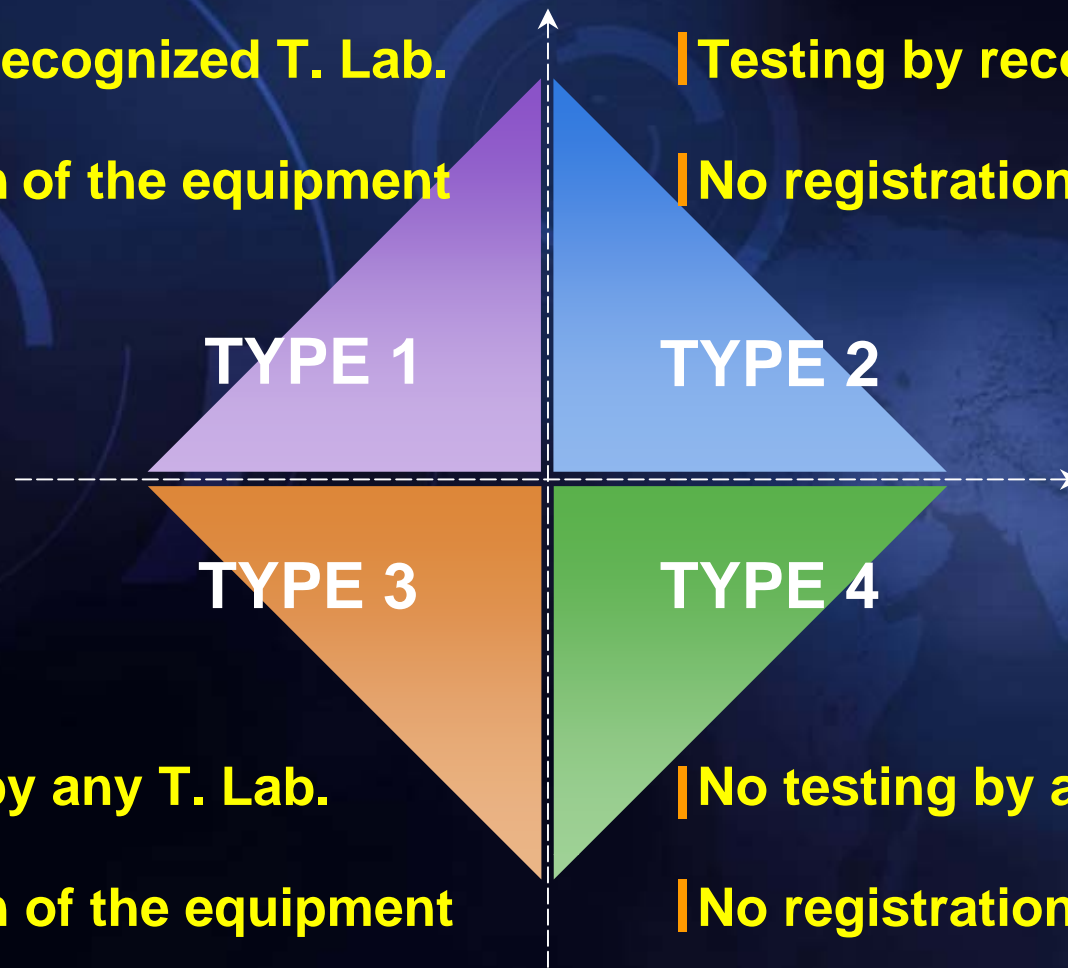 ecognized T. Lab.
Testing by rec
of the equipment
No registration
TYPE 1
TYPE 2
TYPE 3
TYPE 4
by any T. Lab.
No testing by a
of the equipment
No registration